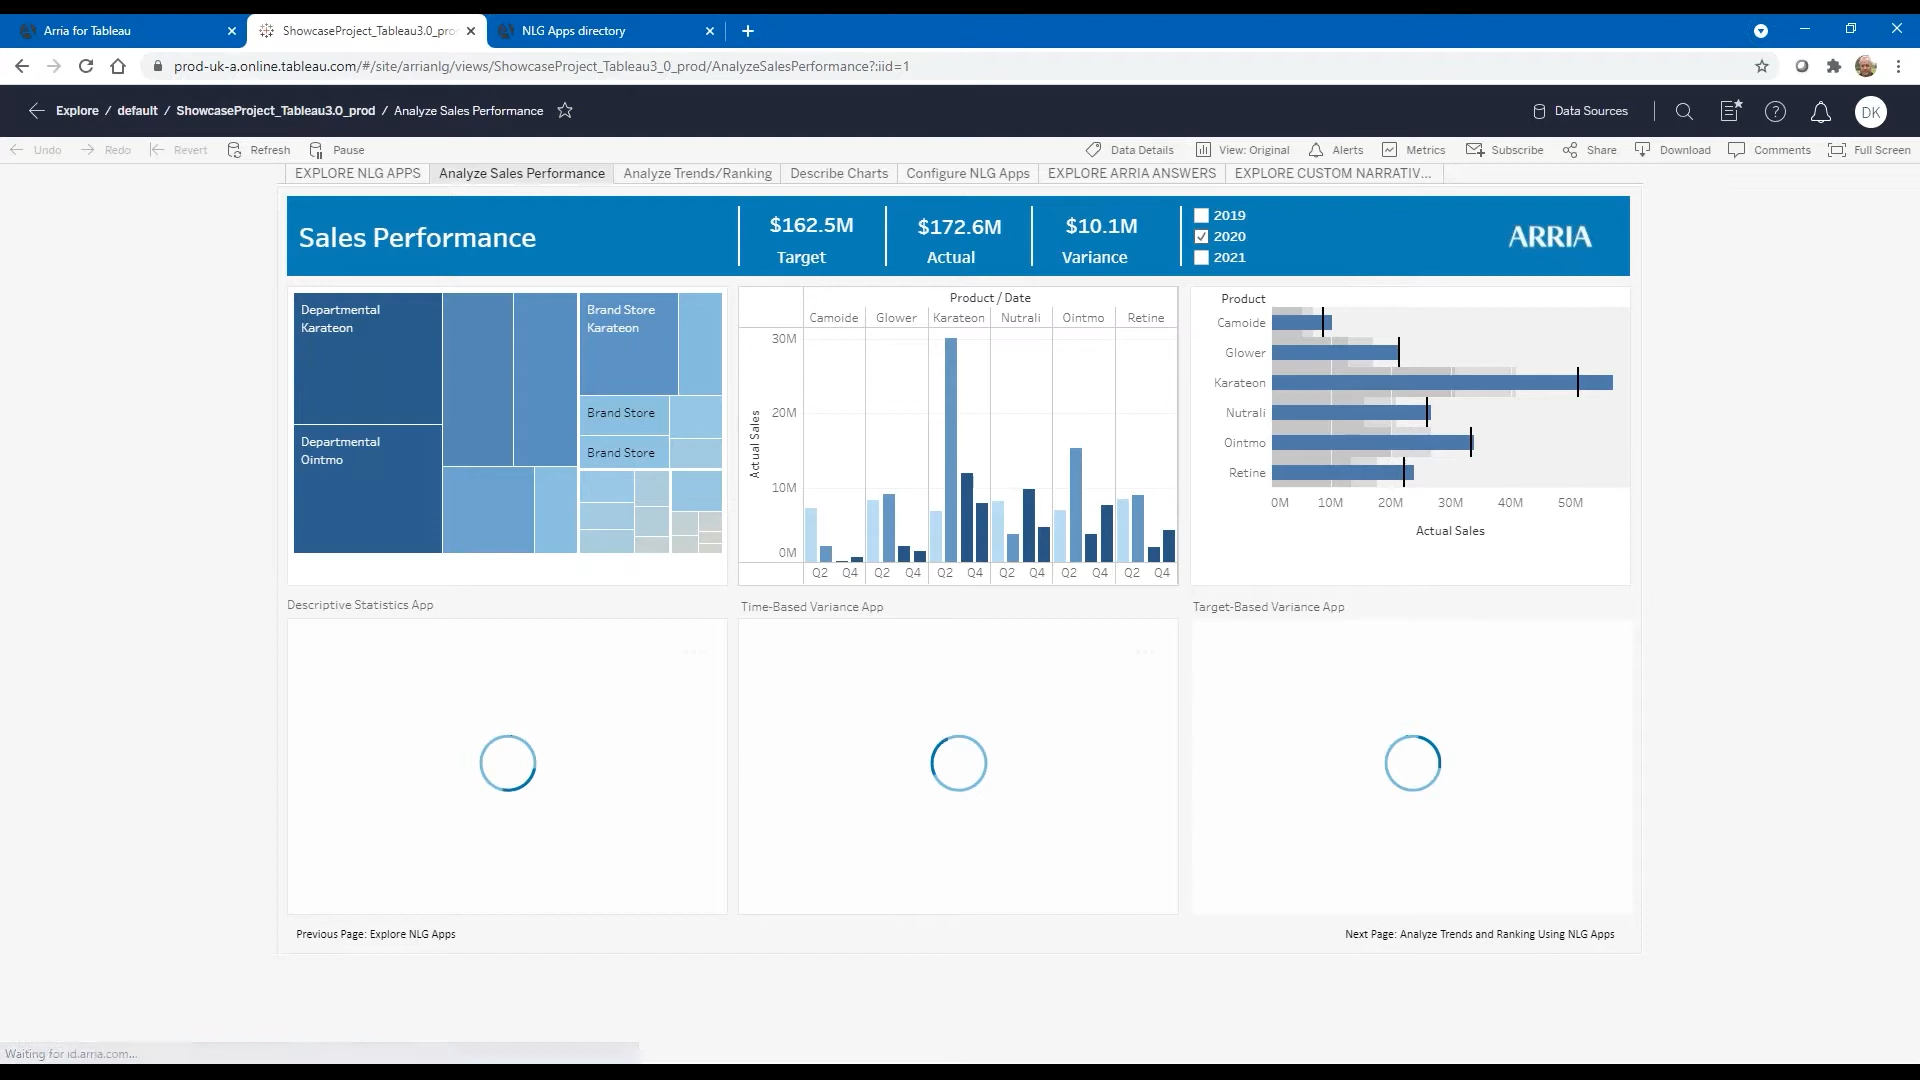 Arria for Tableau
ShowcaseProject_Tableau3.0_pro
NLG Apps directory
prod-uk-a.online.tableau.com/#/site/arrianlg/views/ShowcaseProject_Tableau3_0_prod/AnalyzeSalesPerformance?:iid=1
Explore / default / ShowcaseProject_Tableau3.0_prod / Analyze Sales Performance
Data Sources
DK
Undo Redo Revert Refresh Pause
Data Details View: Original Alerts Metrics Subscribe Share Download Comments Full Screen
EXPLORE NLG APPS Analyze Sales Performance Analyze Trends/Ranking Describe Charts Configure NLG Apps EXPLORE ARRIA ANSWERS EXPLORE CUSTOM NARRATIV...
Sales Performance
$162.5M
Target
$172.6M
Actual
$10.1M
Variance
2019
2020
2021
ARRIA
Departmental
Karateon
Departmental
Ointmo
Brand Store
Karateon
Brand Store
Brand Store
Product / Date
Camoide Glower Karateon Nutrali Ointmo Retine
Actual Sales
30M
20M
10M
0M
Q2 Q4 Q2 Q4 Q2 Q4 Q2 Q4 Q2 Q4 Q2 Q4
Product
Camoide
Glower
Karateon
Nutrali
Ointmo
Retine
0M 10M 20M 30M 40M 50M
Actual Sales
Descriptive Statistics App
Time-Based Variance App
Target-Based Variance App
Previous Page: Explore NLG Apps
Next Page: Analyze Trends and Ranking Using NLG Apps
Waiting for id.arria.com...